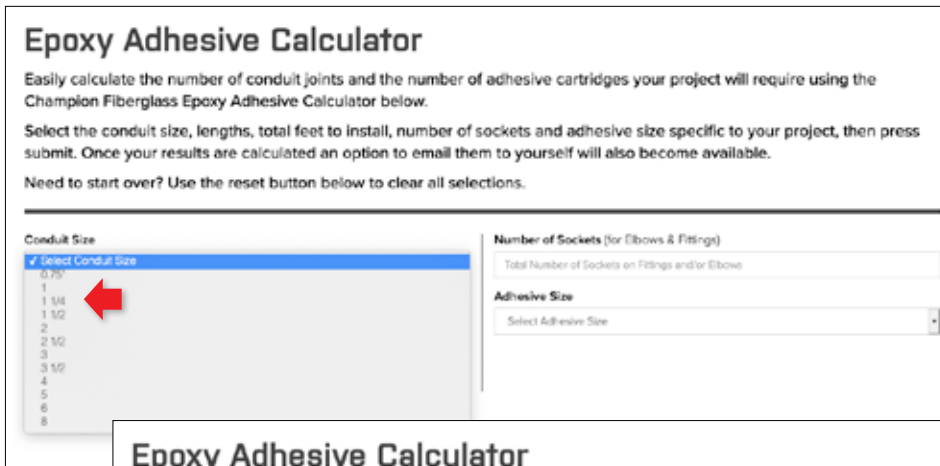 Epoxy Adhesive Calculator
Easily calculate the number of conduit joints and the number of adhesive cartridges your project will require using the
Champion Fiberglass Epoxy Adhesive Calculator below.
Select the conduit size, lengths, total feet to install, number of sockets and adhesive size specific to your project, then press
submit. Once your results are calculated an option to email them to yourself will also become available.
Need to start over? Use the reset button below to clear all selections.
Conduit Size
✓ Select Conduit Size
0.75"
1
1 1/4
1 1/2
2
2 1/2
3
3 1/2
4
5
6
8
Number of Sockets (for Elbows & Fittings)
Total Number of Sockets on Fittings and/or Elbows
Adhesive Size
Select Adhesive Size
Epoxy Adhesive Calculator